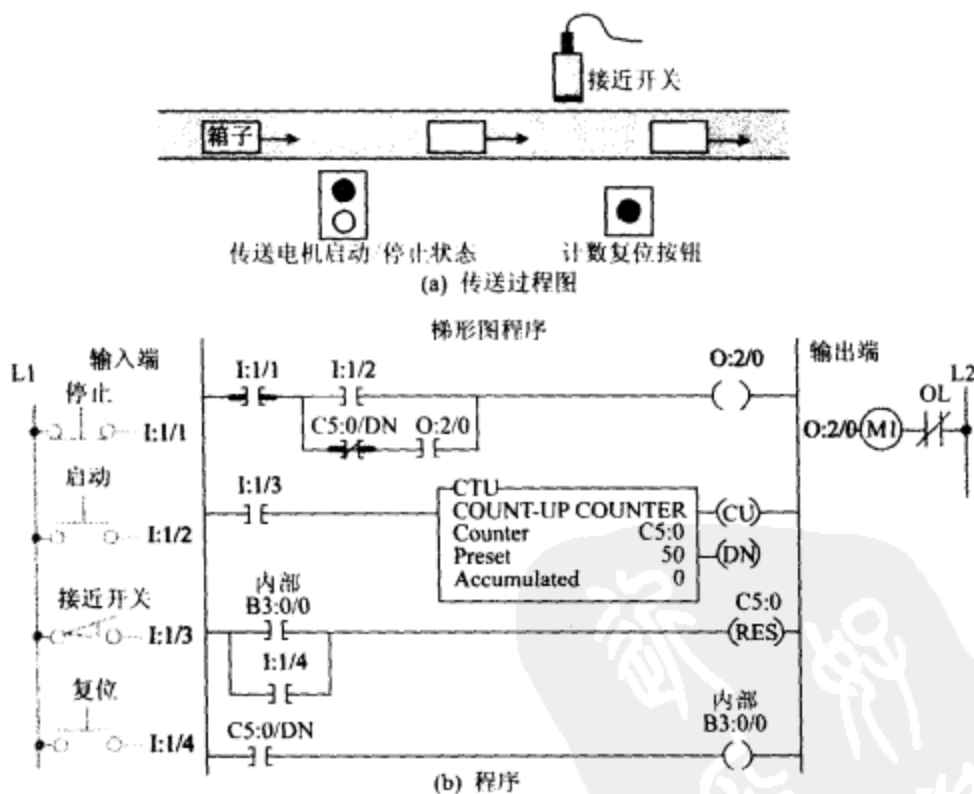 接近开关
箱子
传送电机启动/停止状态
计数复位按钮
(a) 传送过程图
梯形图程序
输入端
输出端
L1
L2
停止
I:1/1
启动
I:1/2
接近开关
I:1/3
复位
I:1/4
I:1/1
I:1/2
O:2/0
C5:0/DN
O:2/0
I:1/3
CTU
COUNT-UP COUNTER
Counter C5:0
Preset 50
Accumulated 0
CU
DN
内部
B3:0/0
C5:0
RES
I:1/4
C5:0/DN
内部
B3:0/0
OL
O:2/0
M1
(b) 程序